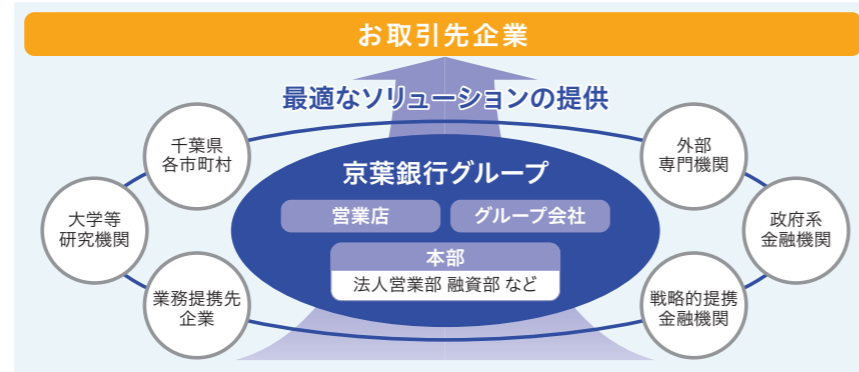 お取引先企業
最適なソリューションの提供
千葉県
各市町村
外部
専門機関
京葉銀行グループ
大学等
研究機関
営業店
グループ会社
政府系
金融機関
本部
法人営業部 融資部 など
業務提携先
企業
戦略的提携
金融機関